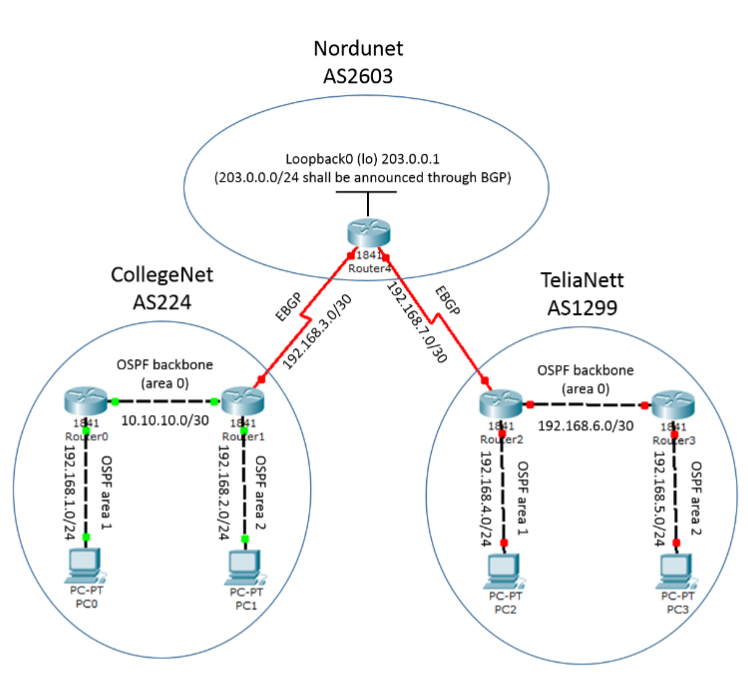 Nordunet
AS2603
Loopback0 (lo) 203.0.0.1
(203.0.0.0/24 shall be announced through BGP)
1841
Router4
CollegeNet
AS224
EBGP
192.168.3.0/30
EBGP
192.168.7.0/30
TeliaNett
AS1299
OSPF backbone
(area 0)
10.10.10.0/30
1841
Router0
1841
Router1
192.168.1.0/24
OSPF area 1
192.168.2.0/24
OSPF area 2
PC-PT
PC0
PC-PT
PC1
OSPF backbone
(area 0)
192.168.6.0/30
1841
Router2
1841
Router3
192.168.4.0/24
OSPF area 1
192.168.5.0/24
OSPF area 2
PC-PT
PC2
PC-PT
PC3